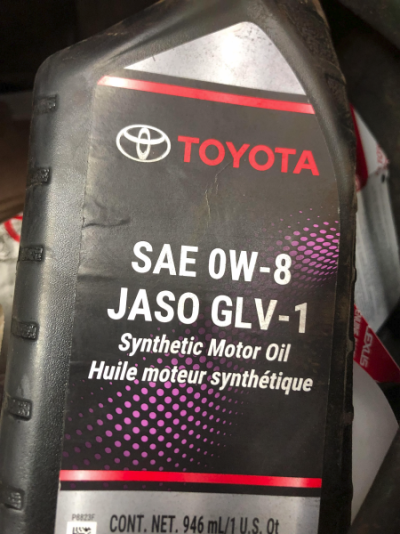 TOYOTA
SAE 0W-8
JASO GLV-1
Synthetic Motor Oil
Huile moteur synthétique
CONT. NET. 946 mL/1 U.S. Qt
LEXUS